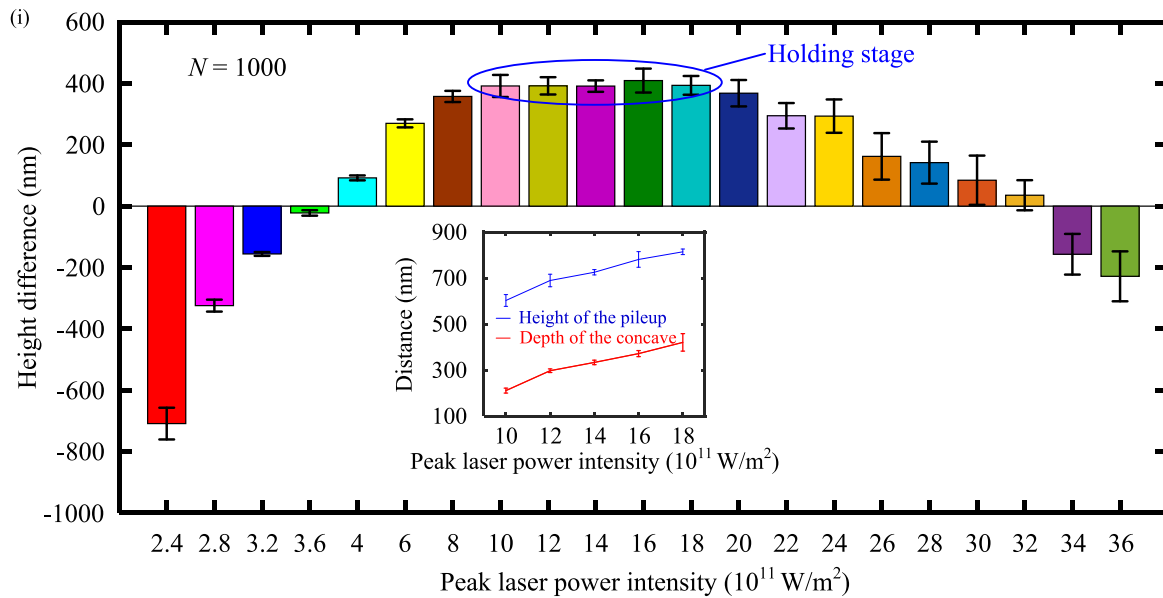 (i)
600
400
200
0
-200
-400
-600
-800
-1000
Height difference (nm)
N = 1000
Holding stage
900
700
500
300
100
Distance (nm)
Height of the pileup
Depth of the concave
10 12 14 16 18
Peak laser power intensity (10¹¹ W/m²)
2.4 2.8 3.2 3.6 4 6 8 10 12 14 16 18 20 22 24 26 28 30 32 34 36
Peak laser power intensity (10¹¹ W/m²)